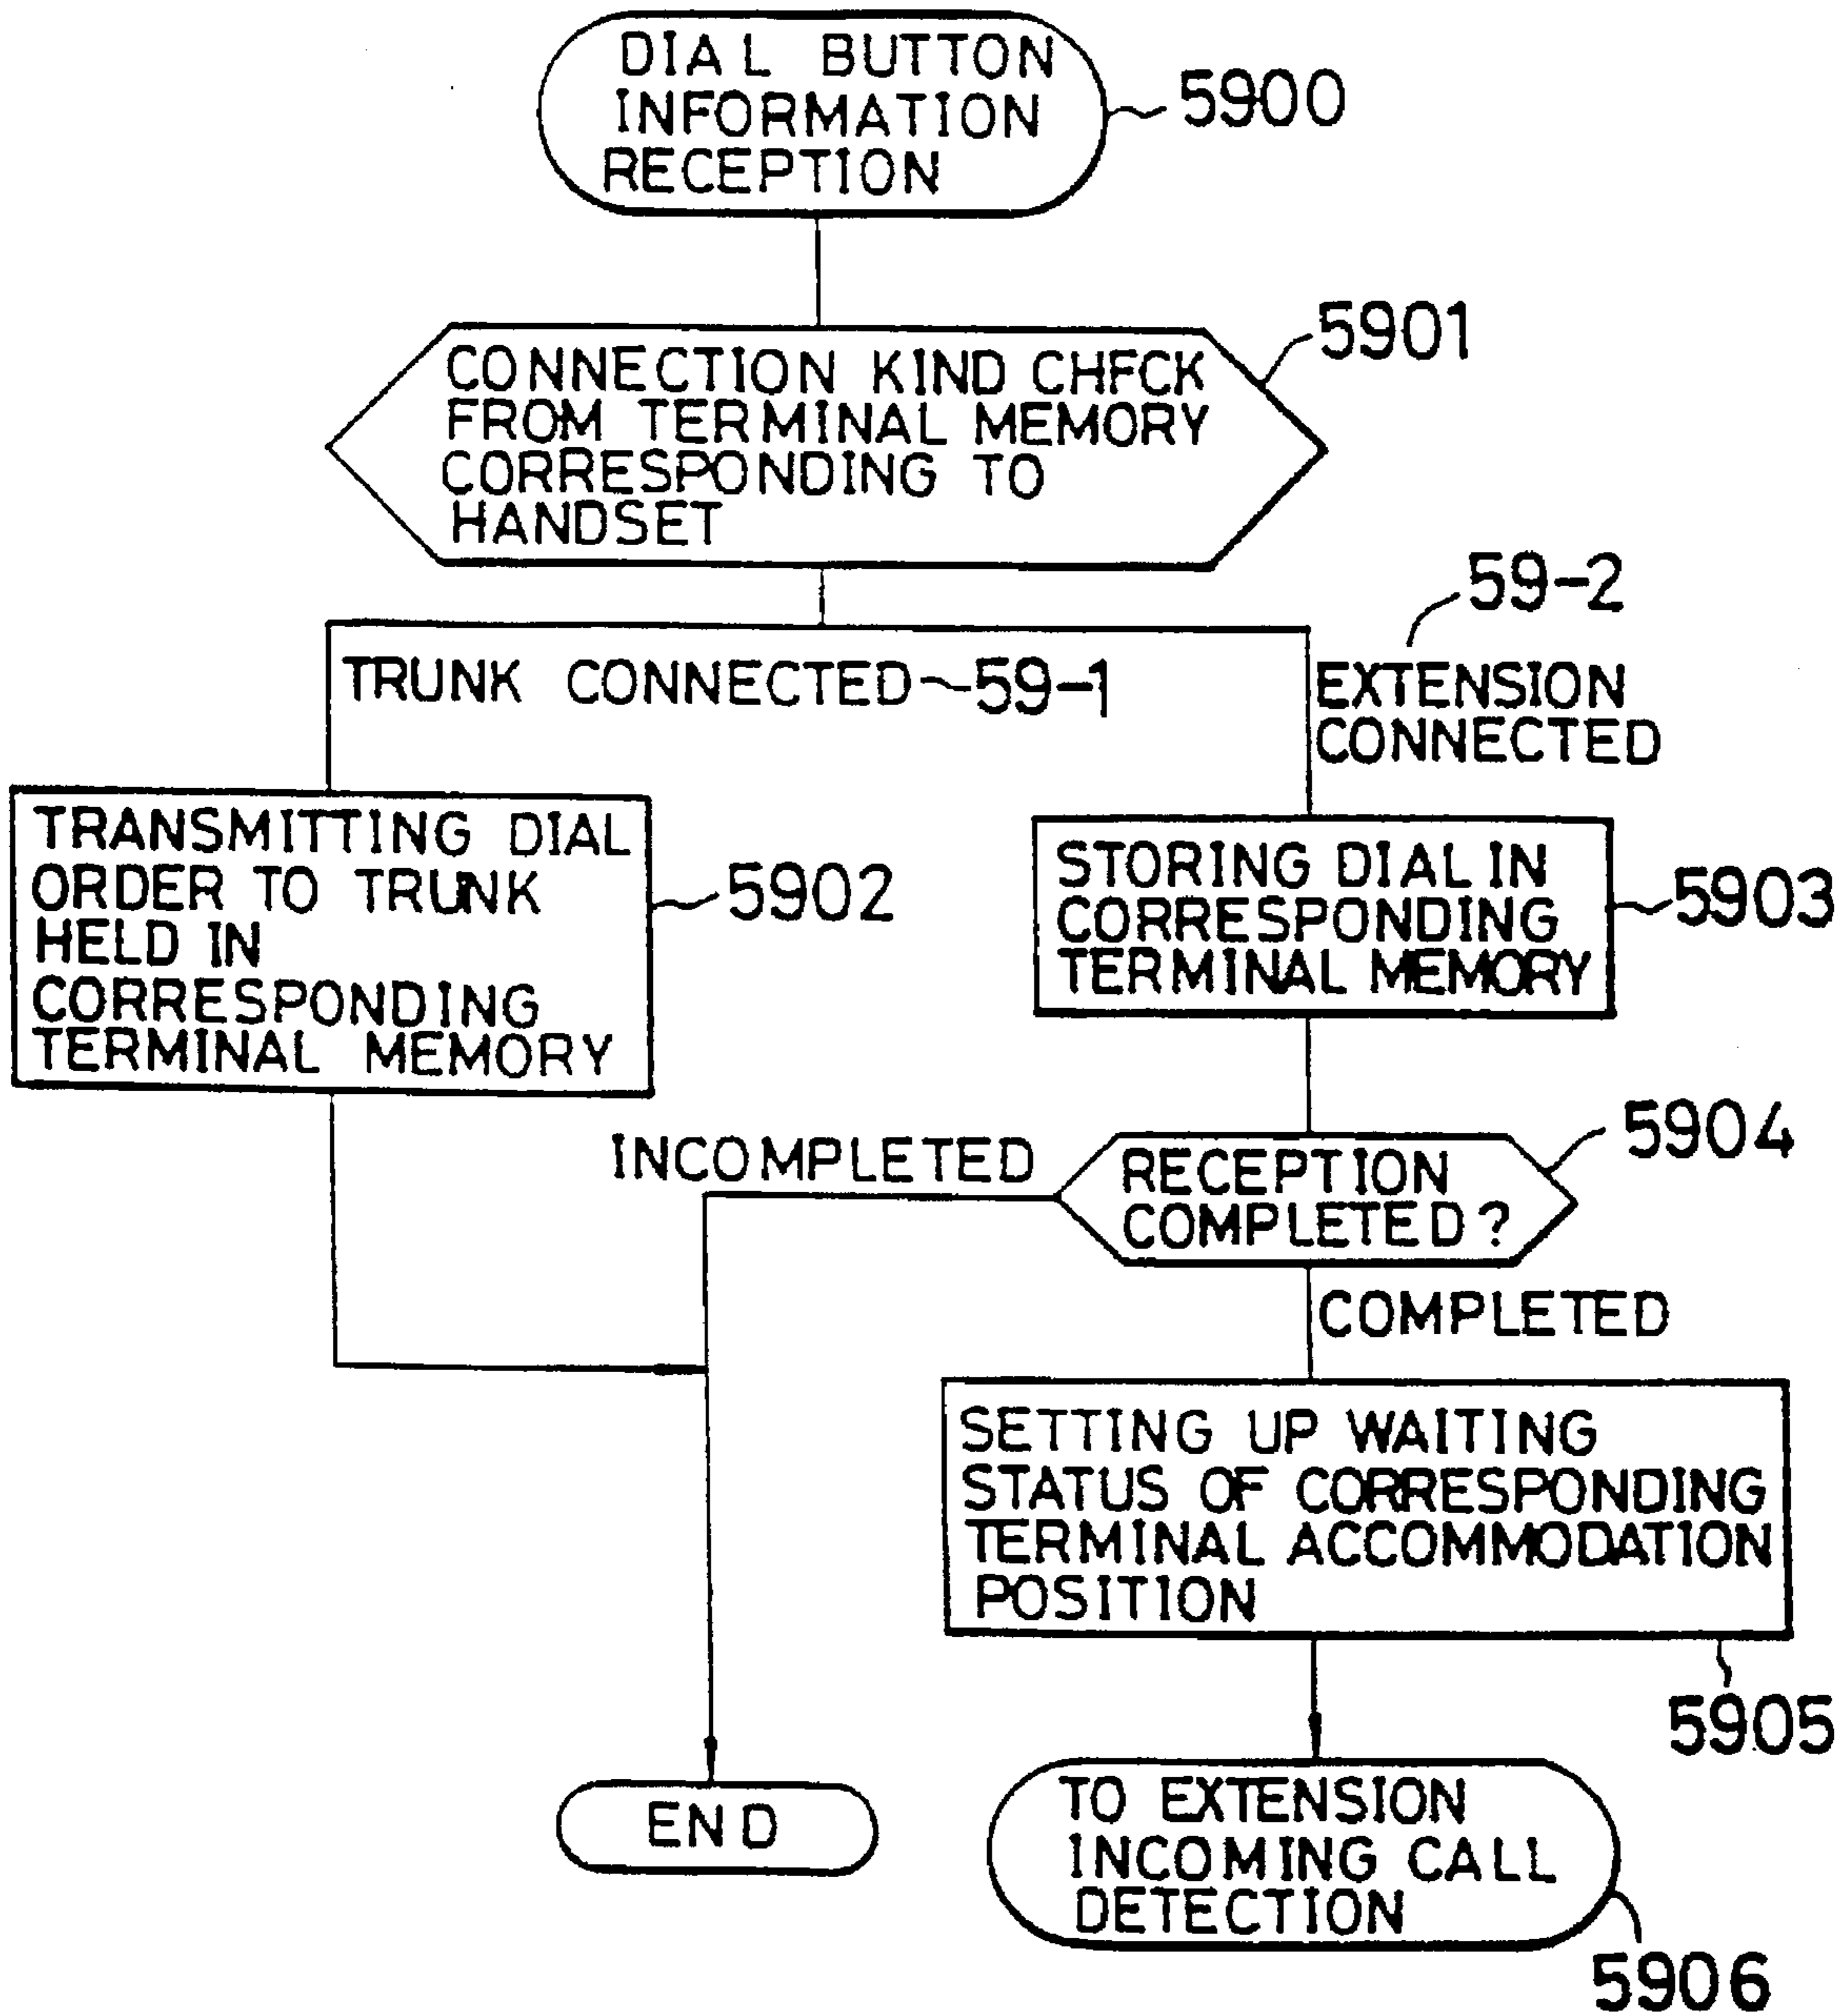 DIAL BUTTON
INFORMATION
RECEPTION
5900
CONNECTION KIND CHFCK
FROM TERMINAL MEMORY
CORRESPONDING TO
HANDSET
5901
TRUNK CONNECTED
59-1
59-2
EXTENSION
CONNECTED
TRANSMITTING DIAL
ORDER TO TRUNK
HELD IN
CORRESPONDING
TERMINAL MEMORY
5902
STORING DIAL IN
CORRESPONDING
TERMINAL MEMORY
5903
INCOMPLETED
RECEPTION
COMPLETED?
5904
COMPLETED
SETTING UP WAITING
STATUS OF CORRESPONDING
TERMINAL ACCOMMODATION
POSITION
5905
END
TO EXTENSION
INCOMING CALL
DETECTION
5906